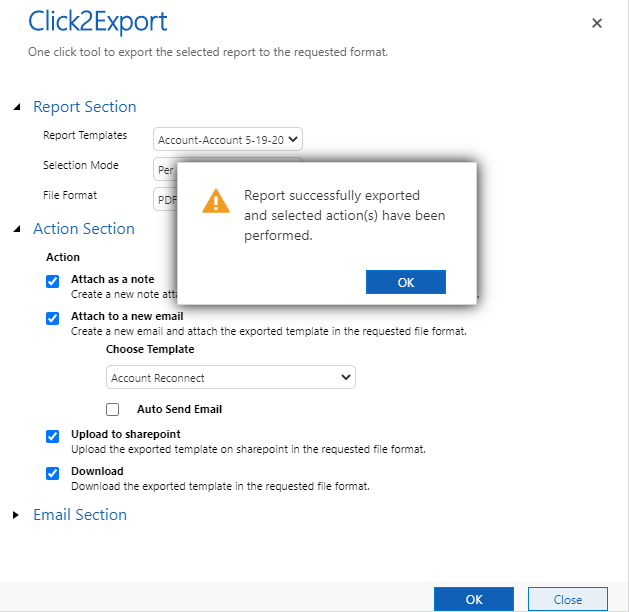 Click2Export
One click tool to export the selected report to the requested format.
Report Section
Report Templates
Account-Account 5-19-20
Selection Mode
Per
File Format
PDF
Report successfully exported
and selected action(s) have been
performed.
OK
Action Section
Action
Attach as a note
Create a new note
Attach to a new email
Create a new email and attach the exported template in the requested file format.
Choose Template
Account Reconnect
Auto Send Email
Upload to sharepoint
Upload the exported template on sharepoint in the requested file format.
Download
Download the exported template in the requested file format.
Email Section
OK
Close